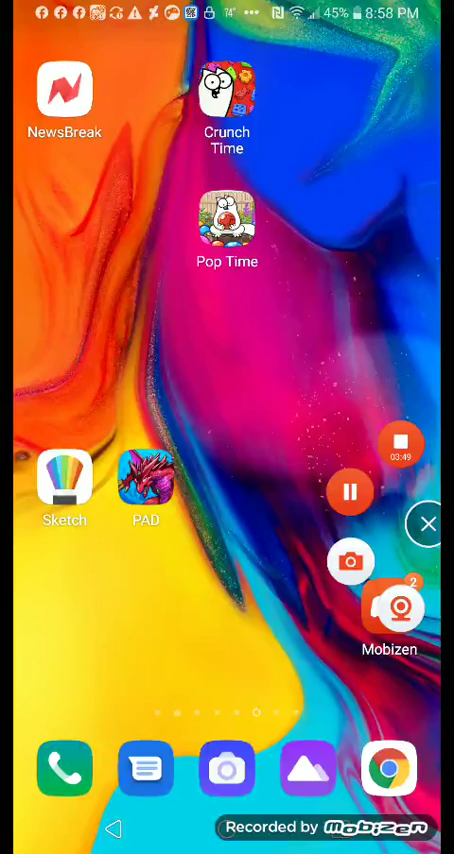 74° 45% 8:58 PM
NewsBreak
Crunch
Time
Pop Time
03:49
Sketch
PAD
2
Mobizen
Recorded by Mobizen